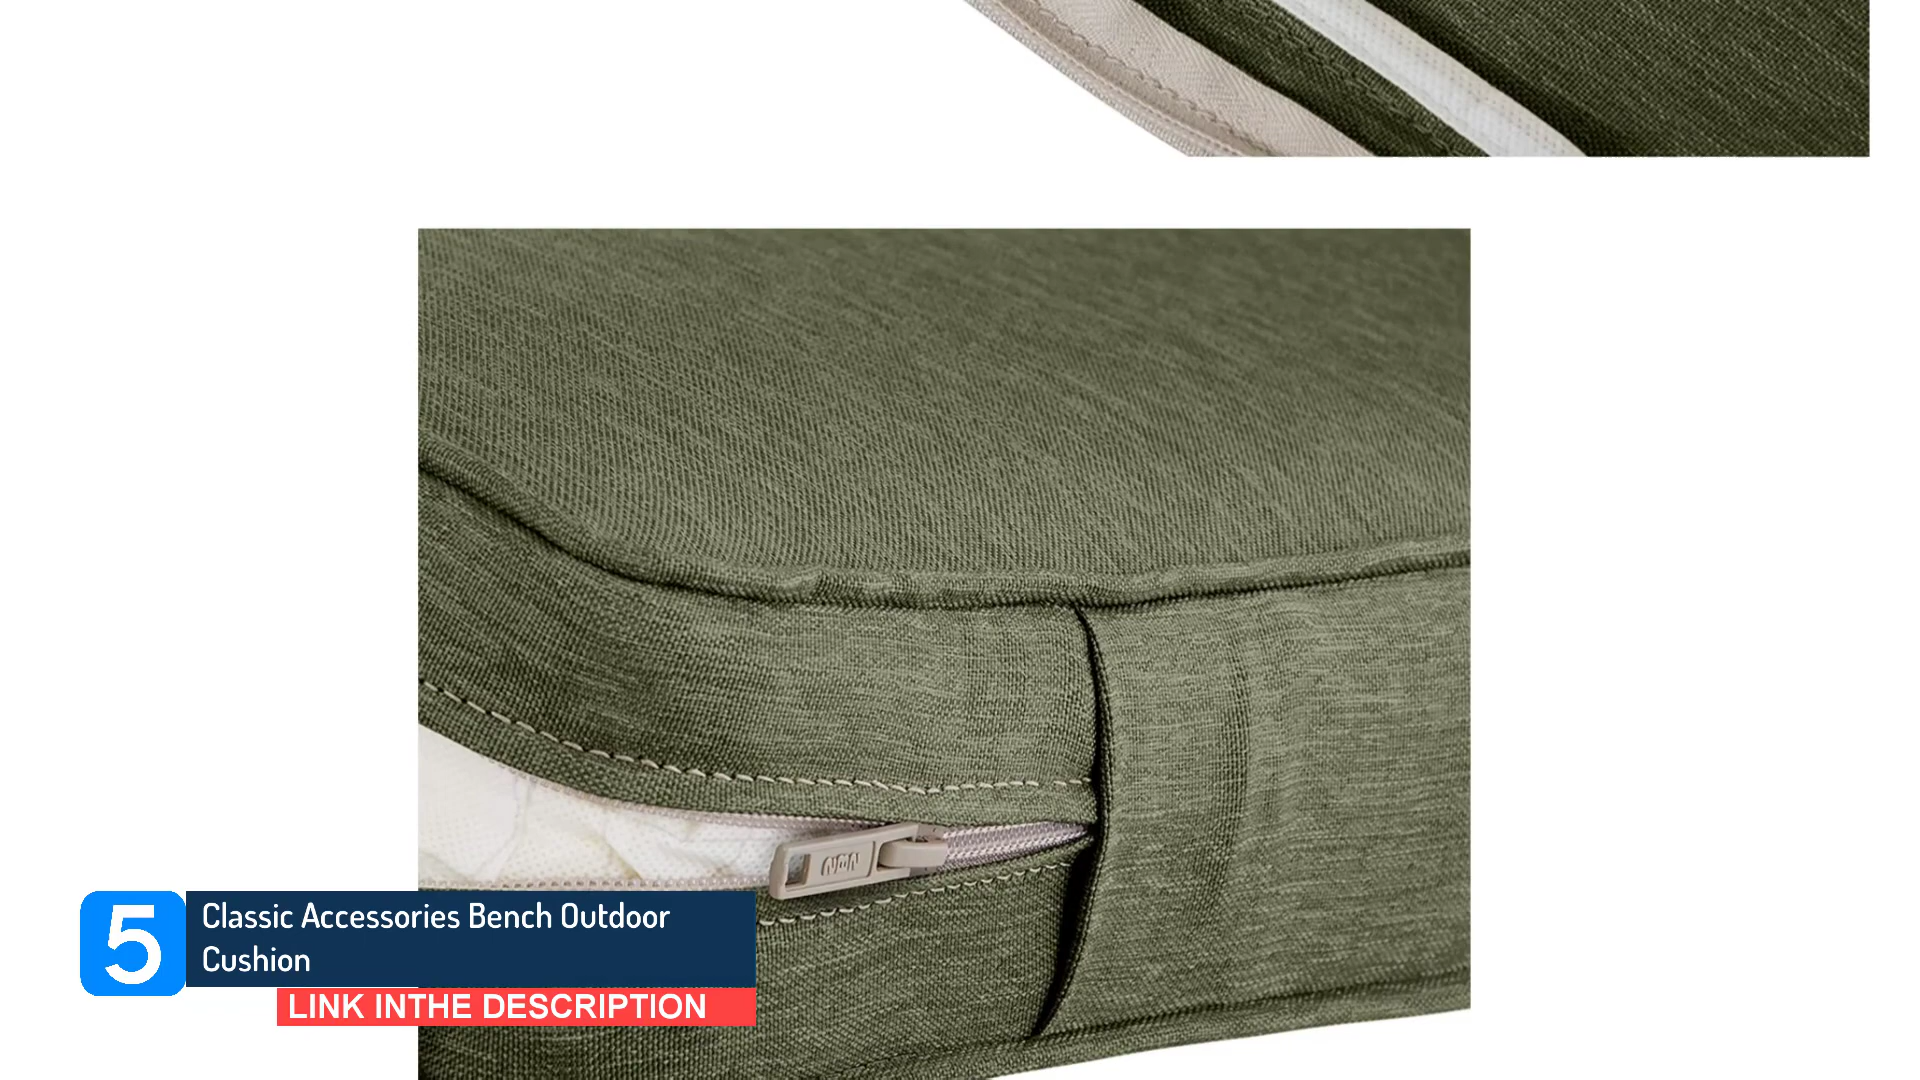 5
Classic Accessories Bench Outdoor
Cushion
LINK INTHE DESCRIPTION